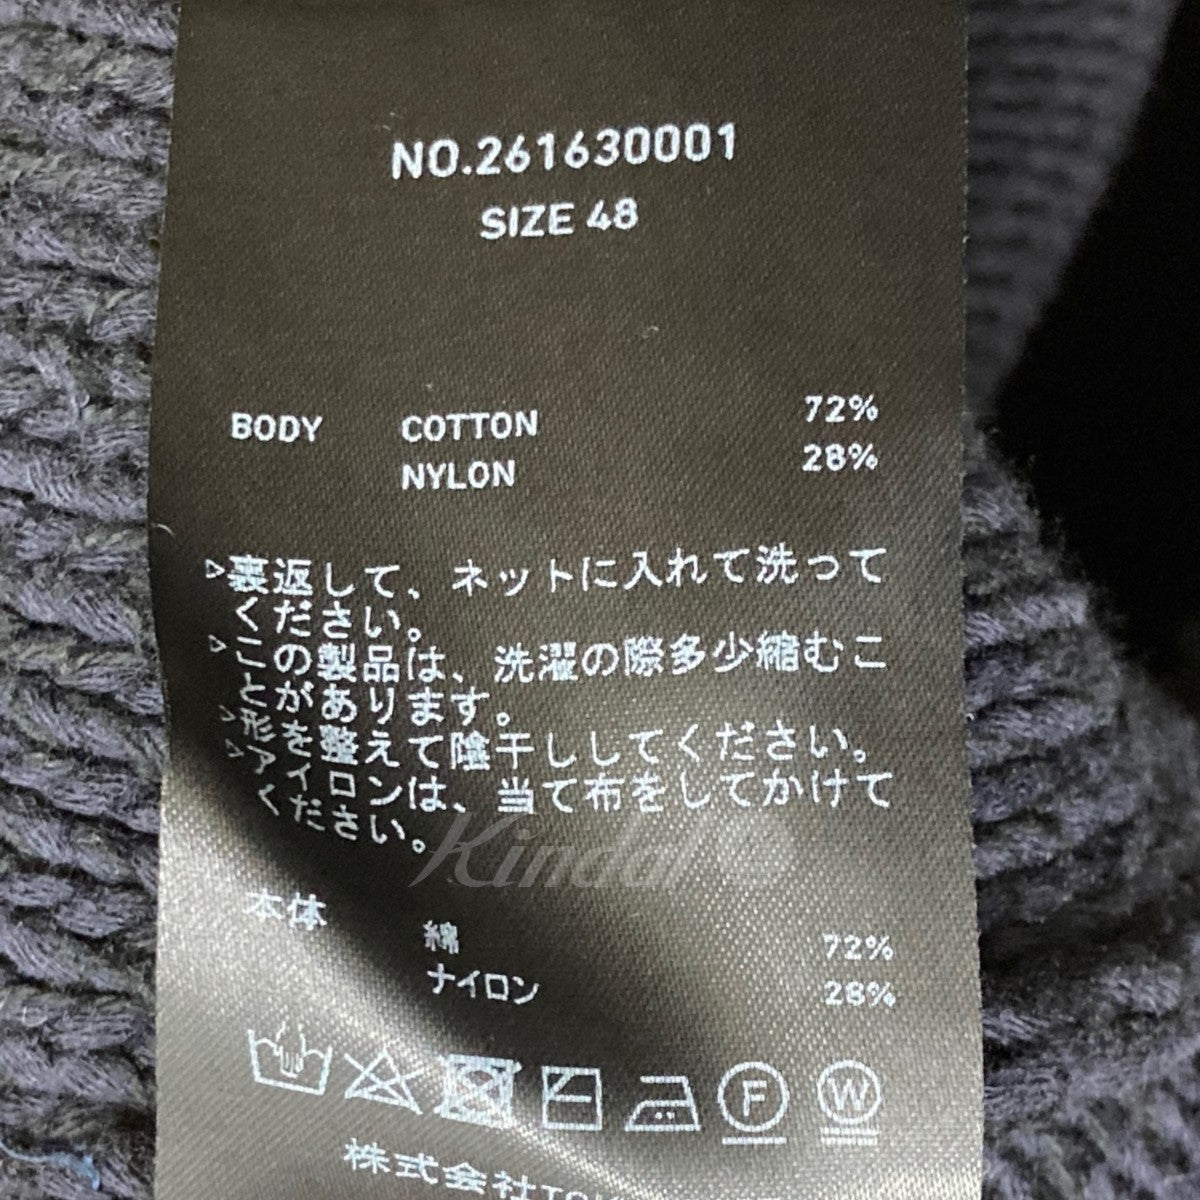 NO.261630001
SIZE 48
BODY COTTON 72%
NYLON 28%
▷裏返して、ネットに入れて洗って
ください。
▷この製品は、洗濯の際多少縮むこ
とがあります。
▷形を整えて陰干ししてください。
▷アイロンは、当て布をしてかけて
ください。
Kindal
本体 綿 72%
ナイロン 28%
F W
株式会社